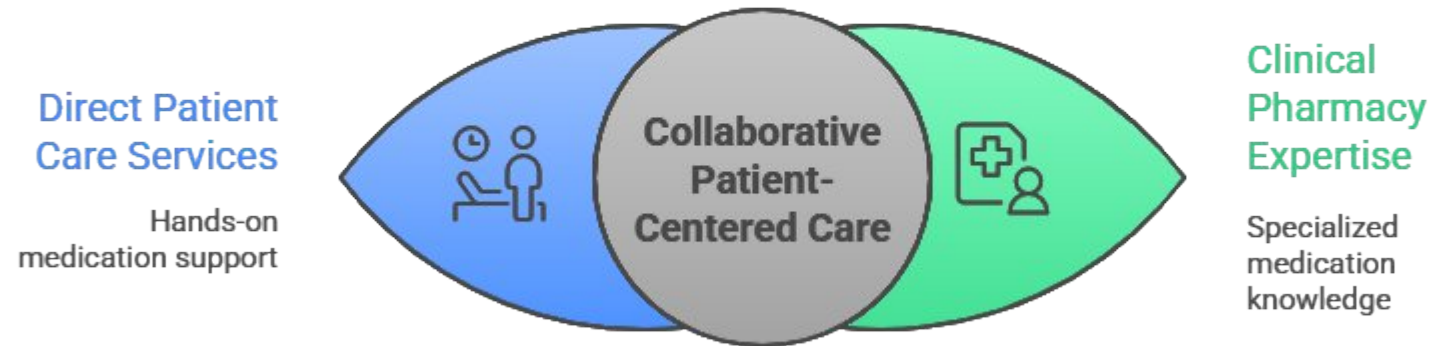 Direct Patient
Care Services
Hands-on
medication support
Collaborative
Patient-
Centered Care
Clinical
Pharmacy
Expertise
Specialized
medication
knowledge